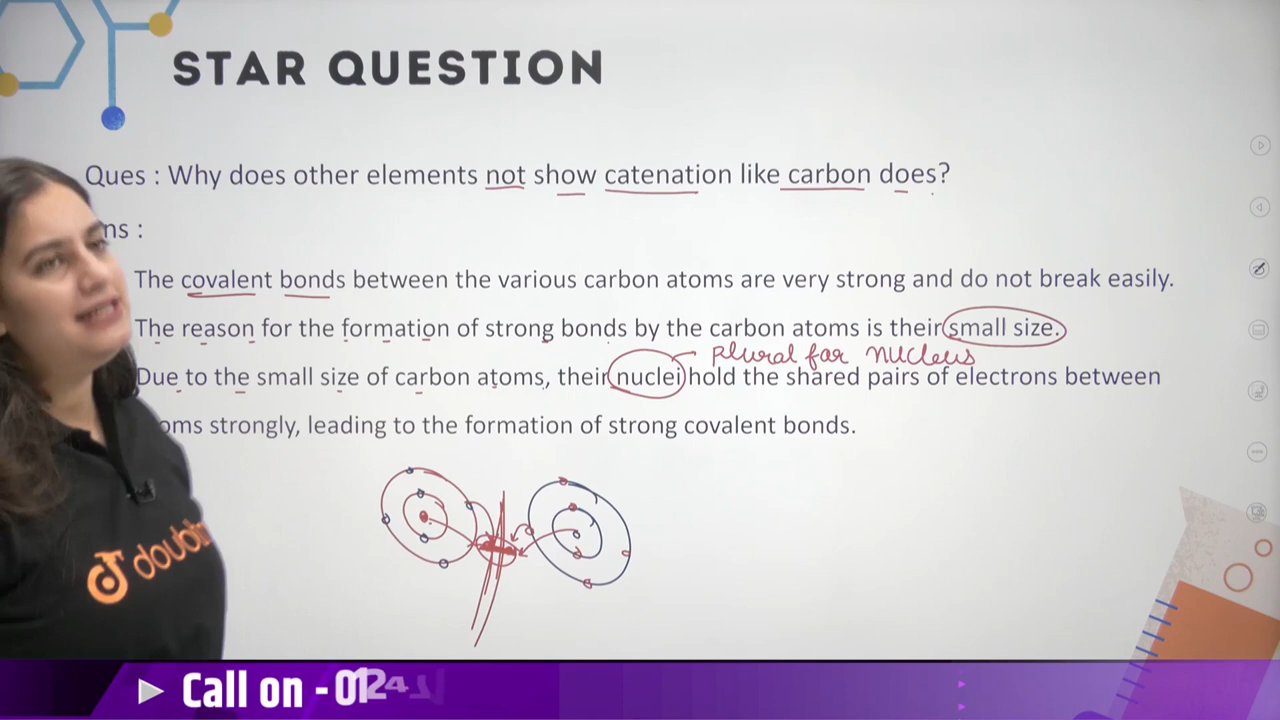 STAR QUESTION
Ques : Why does other elements not show catenation like carbon does?
ns :
The covalent bonds between the various carbon atoms are very strong and do not break easily.
The reason for the formation of strong bonds by the carbon atoms is their small size.
plural for nucleus
Due to the small size of carbon atoms, their nuclei hold the shared pairs of electrons between
oms strongly, leading to the formation of strong covalent bonds.
doubtn
Call on - 0124